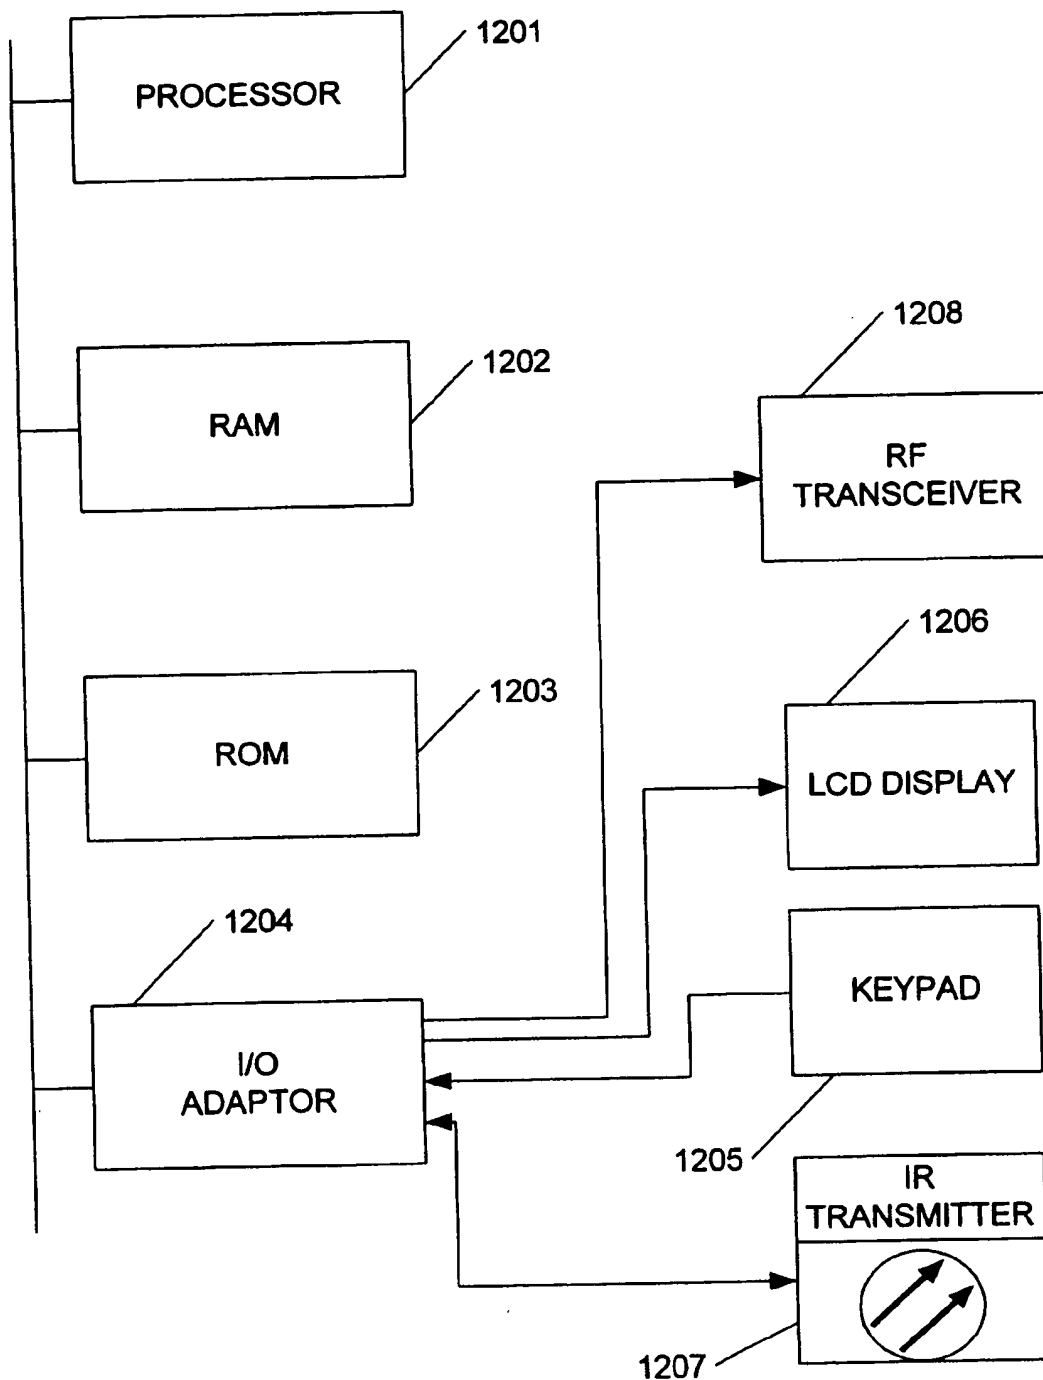 1201
PROCESSOR
1202
RAM
1208
RF
TRANSCEIVER
1203
ROM
1206
LCD DISPLAY
1204
I/O
ADAPTOR
KEYPAD
1205
IR
TRANSMITTER
1207